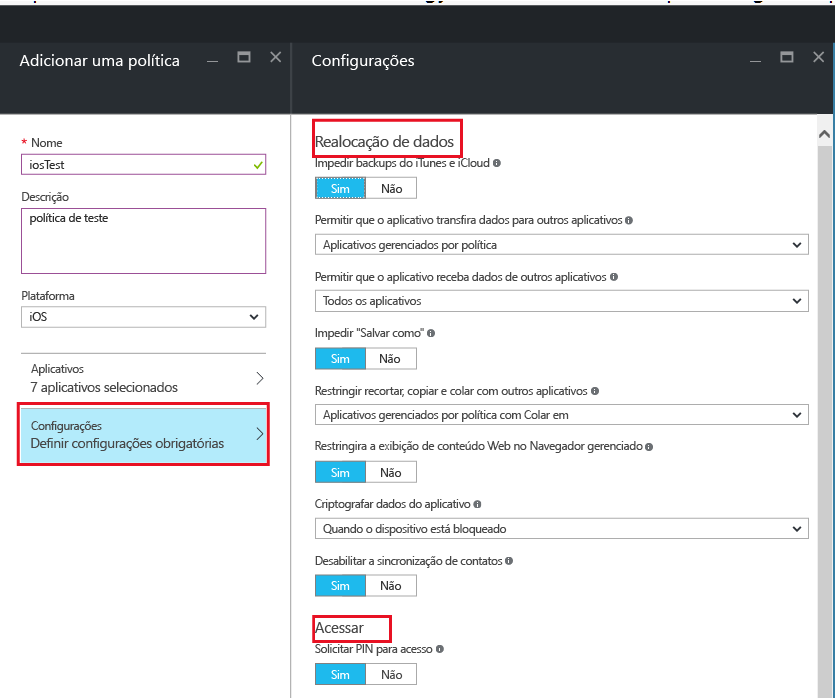 Adicionar uma política
* Nome
iosTest
Descrição
política de teste
Plataforma
iOS
Aplicativos
7 aplicativos selecionados
Configurações
Definir configurações obrigatórias
Configurações
Realocação de dados
Impedir backups do iTunes e iCloud
Sim Não
Permitir que o aplicativo transfira dados para outros aplicativos
Aplicativos gerenciados por política
Permitir que o aplicativo receba dados de outros aplicativos
Todos os aplicativos
Impedir "Salvar como"
Sim Não
Restringir recortar, copiar e colar com outros aplicativos
Aplicativos gerenciados por política com Colar em
Restringira a exibição de conteúdo Web no Navegador gerenciado
Sim Não
Criptografar dados do aplicativo
Quando o dispositivo está bloqueado
Desabilitar a sincronização de contatos
Sim Não
Acessar
Solicitar PIN para acesso
Sim Não